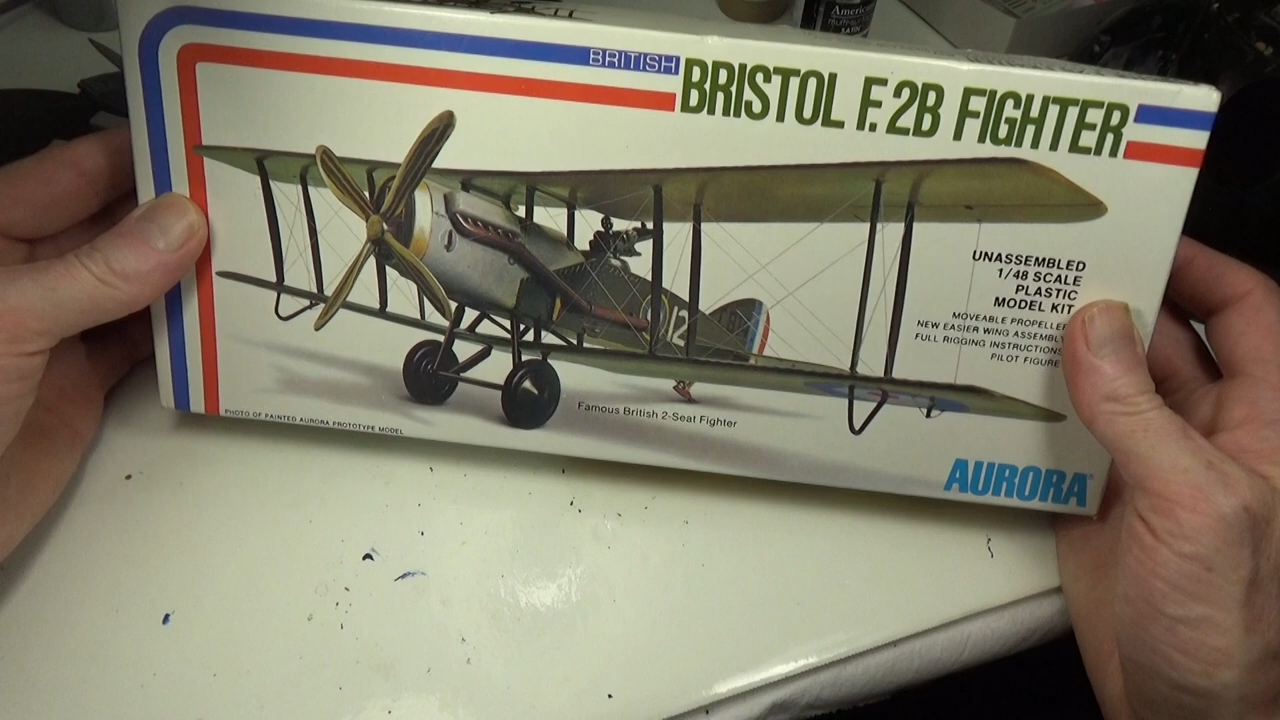 BRITISH
BRISTOL F.2B FIGHTER
UNASSEMBLED
1/48 SCALE
PLASTIC
MODEL KIT
MOVEABLE PROPELLER
NEW EASIER WING ASSEMBLY
FULL RIGGING INSTRUCTIONS
PILOT FIGURE
12
Famous British 2-Seat Fighter
PHOTO OF PAINTED AURORA PROTOTYPE MODEL
AURORA
SATIN